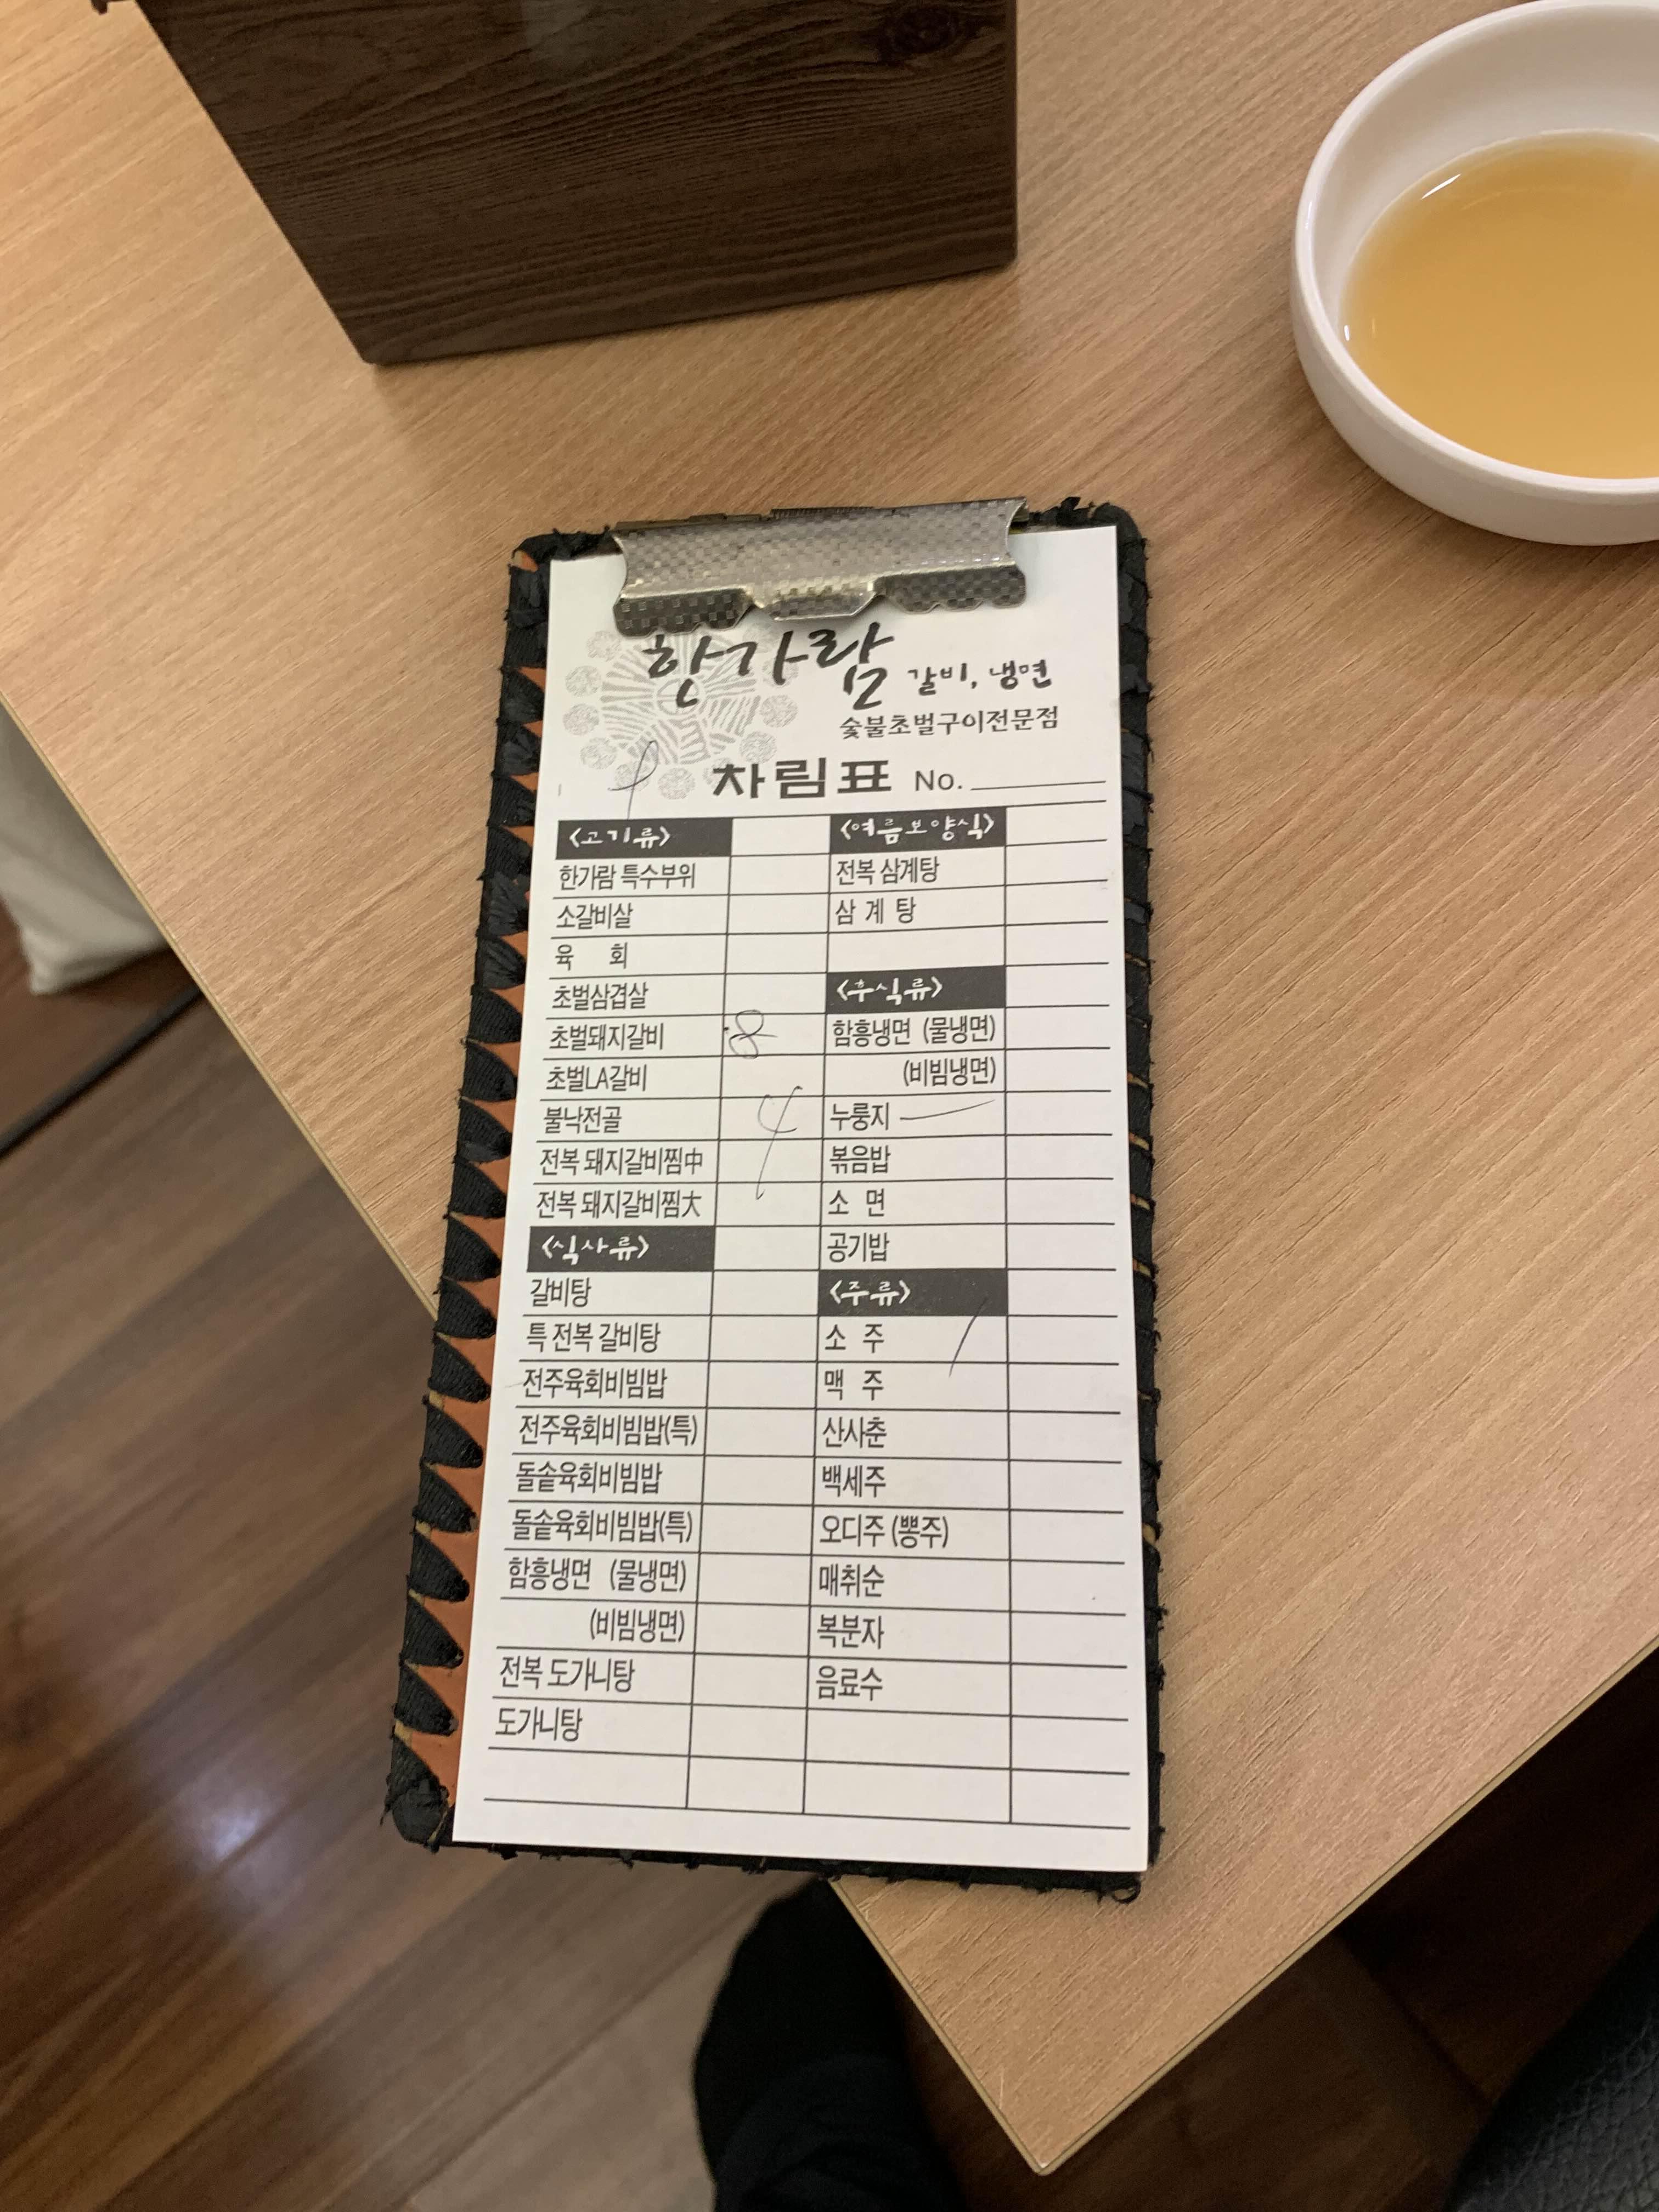 한가람 갈비, 냉면
숯불초벌구이전문점
차림표 No.
9
<고기류>
한가람 특수부위
소갈비살
육 회
초벌삼겹살
초벌돼지갈비 8
초벌LA갈비
불낙전골 4
전복 돼지갈비찜中
전복 돼지갈비찜大
<식사류>
갈비탕
특 전복 갈비탕
전주육회비빔밥
전주육회비빔밥(특)
돌솥육회비빔밥
돌솥육회비빔밥(특)
함흥냉면 (물냉면)
(비빔냉면)
전복 도가니탕
도가니탕
<여름보양식>
전복 삼계탕
삼 계 탕
<후식류>
함흥냉면 (물냉면)
(비빔냉면)
누룽지
볶음밥
소 면
공기밥
<주류>
소 주
맥 주
산사춘
백세주
오디주 (뽕주)
매취순
복분자
음료수